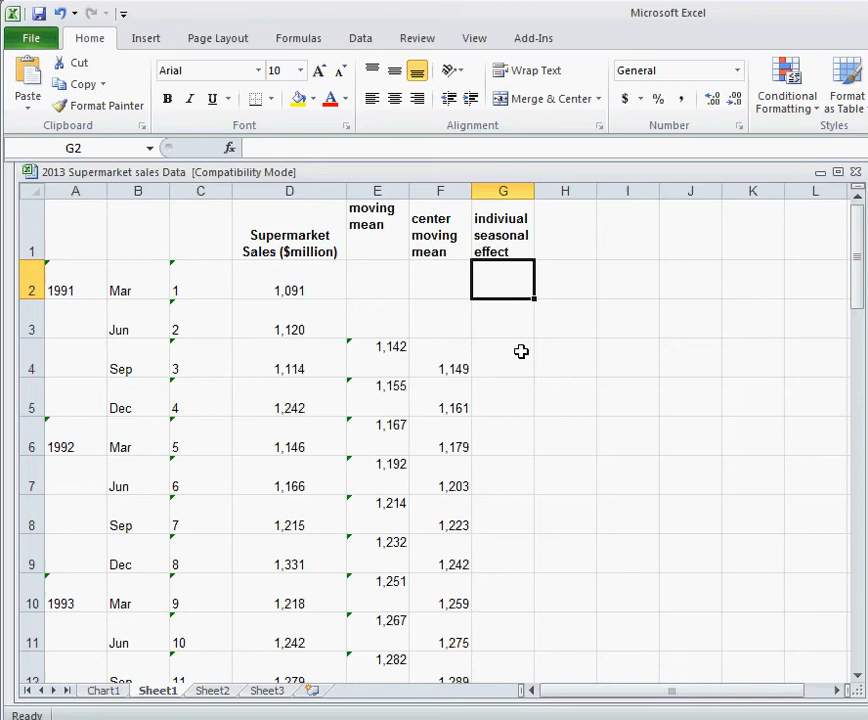 Microsoft Excel
File Home Insert Page Layout Formulas Data Review View Add-Ins
Cut
Copy
Format Painter
Paste
Arial 10
B I U
Wrap Text
Merge & Center
General
$ % ,
Conditional
Formatting
Format
as Table
Clipboard Font Alignment Number Styles
G2 fx
2013 Supermarket sales Data [Compatibility Mode]
A B C D E F G H I J K L
1 Supermarket
Sales ($million) moving
mean center
moving
mean indiviual
seasonal
effect
2 1991 Mar 1 1,091
3 Jun 2 1,120
1,142
4 Sep 3 1,114 1,149
1,155
5 Dec 4 1,242 1,161
1,167
6 1992 Mar 5 1,146 1,179
1,192
7 Jun 6 1,166 1,203
1,214
8 Sep 7 1,215 1,223
1,232
9 Dec 8 1,331 1,242
1,251
10 1993 Mar 9 1,218 1,259
1,267
11 Jun 10 1,242 1,275
1,282
12 Sep 11 1,279 1,289
Chart1 Sheet1 Sheet2 Sheet3
Ready